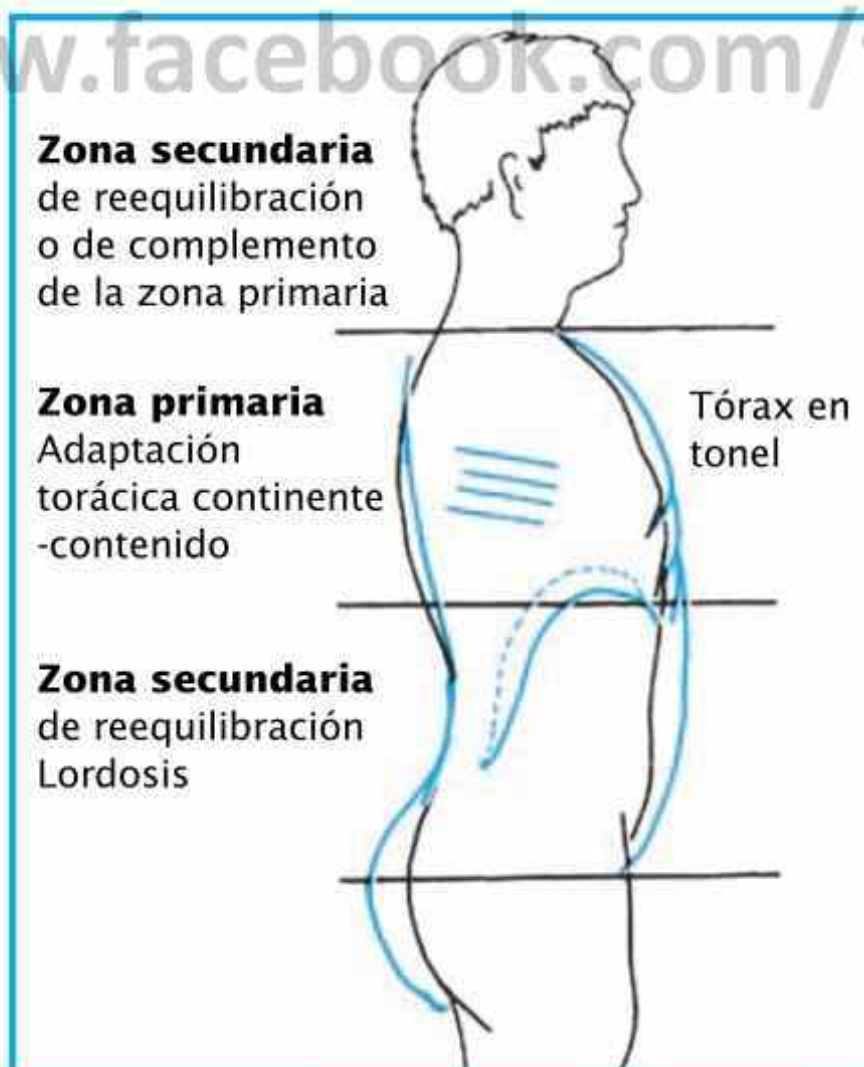 w.facebook.com/
Zona secundaria
de reequilibración
o de complemento
de la zona primaria
Zona primaria
Adaptación
torácica continente
-contenido
Tórax en
tonel
Zona secundaria
de reequilibración
Lordosis